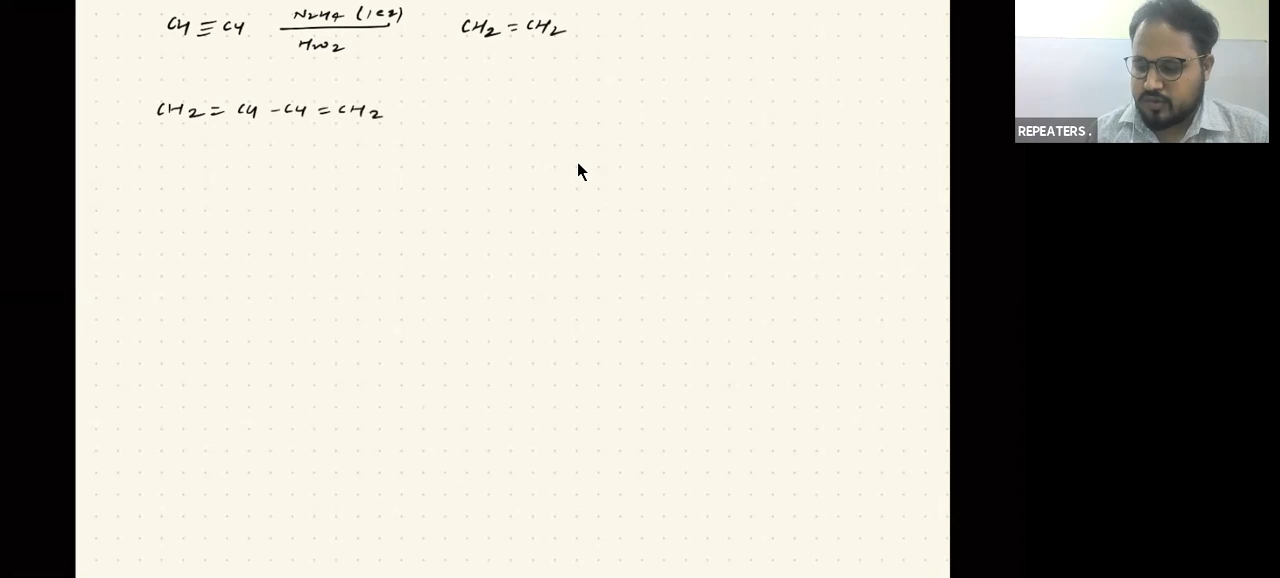 CH ≡ CH N2H4 (1eq) CH2 = CH2
H2O2
CH2 = CH - CH = CH2
REPEATERS .